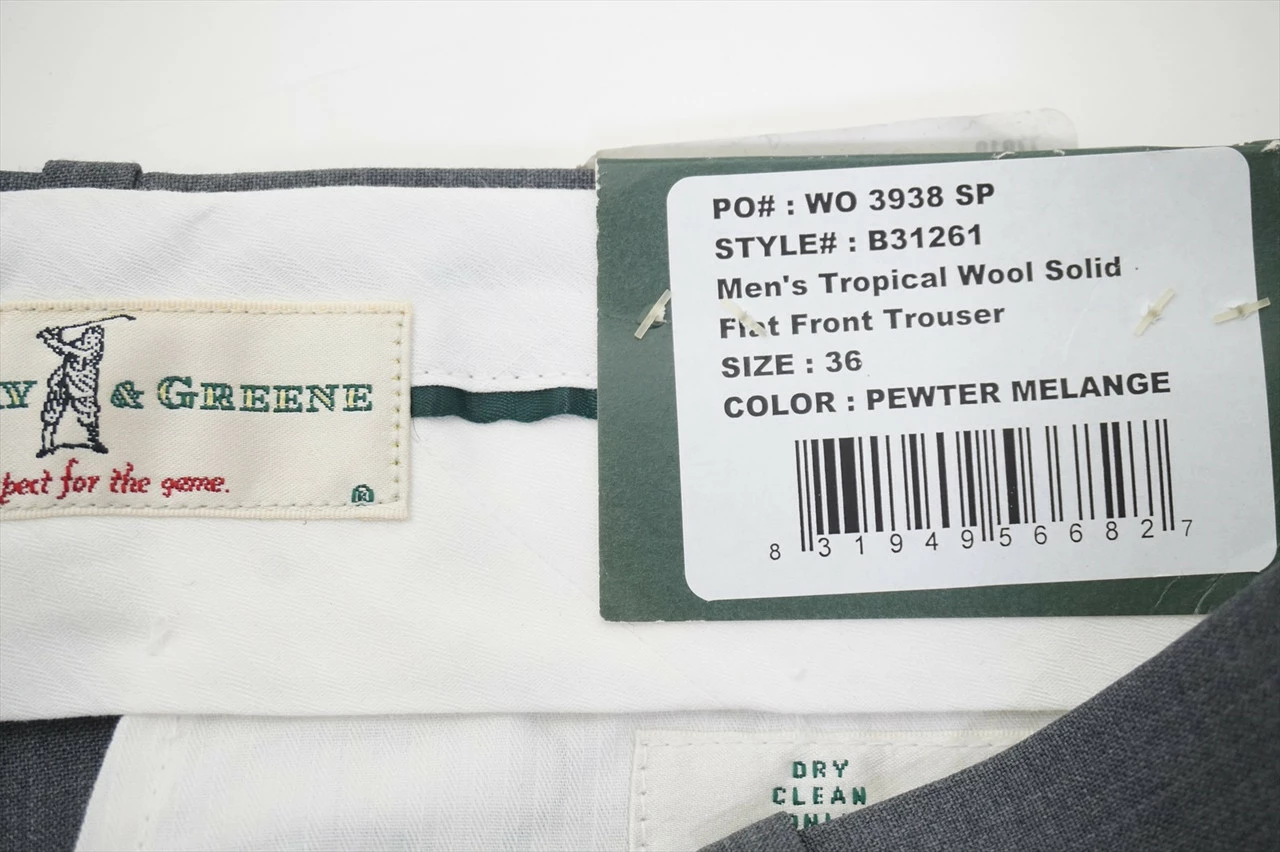 PO# : WO 3938 SP
STYLE# : B31261
Men's Tropical Wool Solid
Flat Front Trouser
SIZE : 36
COLOR : PEWTER MELANGE
8 31949 56682 7
Y & GREENE
pect for the game.
®
DRY
CLEAN
ONL